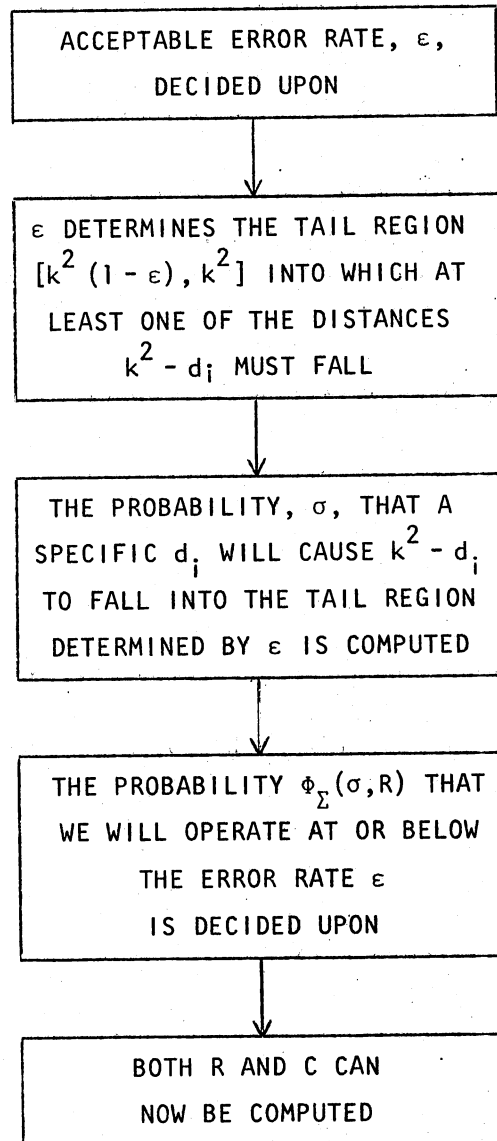 ACCEPTABLE ERROR RATE, ε,
DECIDED UPON
ε DETERMINES THE TAIL REGION
[k² (1 - ε), k²] INTO WHICH AT
LEAST ONE OF THE DISTANCES
k² - dᵢ MUST FALL
THE PROBABILITY, σ, THAT A
SPECIFIC dᵢ WILL CAUSE k² - dᵢ
TO FALL INTO THE TAIL REGION
DETERMINED BY ε IS COMPUTED
THE PROBABILITY Φ_Σ(σ,R) THAT
WE WILL OPERATE AT OR BELOW
THE ERROR RATE ε
IS DECIDED UPON
BOTH R AND C CAN
NOW BE COMPUTED